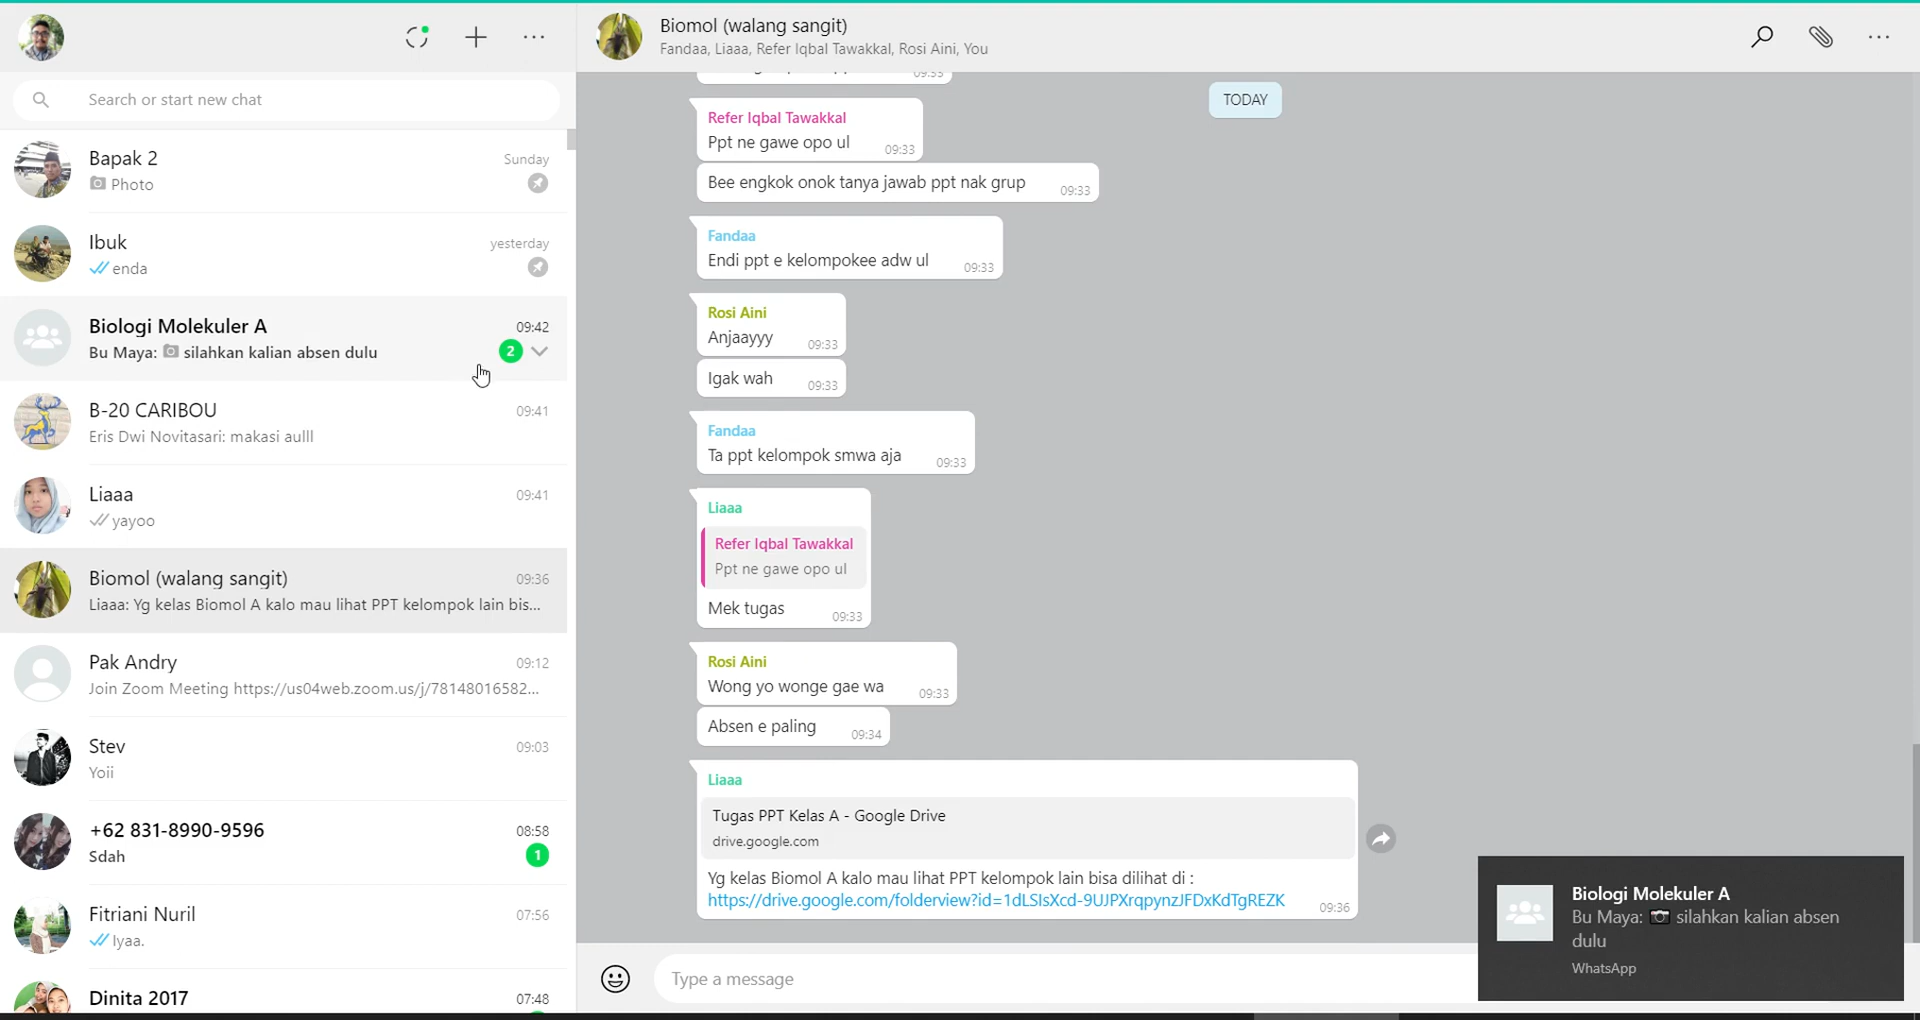 Search or start new chat
Bapak 2
Sunday
Photo
Ibuk
yesterday
enda
Biologi Molekuler A
09:42
Bu Maya: silahkan kalian absen dulu
2
B-20 CARIBOU
09:41
Eris Dwi Novitasari: makasi aulll
Liaaa
09:41
yayoo
Biomol (walang sangit)
09:36
Liaaa: Yg kelas Biomol A kalo mau lihat PPT kelompok lain bis...
Pak Andry
09:12
Join Zoom Meeting https://us04web.zoom.us/j/78148016582...
Stev
09:03
Yoii
+62 831-8990-9596
08:58
Sdah
1
Fitriani Nuril
07:56
Iyaa.
Dinita 2017
07:48
Biomol (walang sangit)
Fandaa, Liaaa, Refer Iqbal Tawakkal, Rosi Aini, You
09:33
TODAY
Refer Iqbal Tawakkal
Ppt ne gawe opo ul
09:33
Bee engkok onok tanya jawab ppt nak grup
09:33
Fandaa
Endi ppt e kelompokee adw ul
09:33
Rosi Aini
Anjaayyy
09:33
Igak wah
09:33
Fandaa
Ta ppt kelompok smwa aja
09:33
Liaaa
Refer Iqbal Tawakkal
Ppt ne gawe opo ul
Mek tugas
09:33
Rosi Aini
Wong yo wonge gae wa
09:33
Absen e paling
09:34
Liaaa
Tugas PPT Kelas A - Google Drive
drive.google.com
Yg kelas Biomol A kalo mau lihat PPT kelompok lain bisa dilihat di :
https://drive.google.com/folderview?id=1dLSIsXcd-9UJPXrqpynzJFDxKdTgREZK
09:36
Type a message
Biologi Molekuler A
Bu Maya: silahkan kalian absen
dulu
WhatsApp